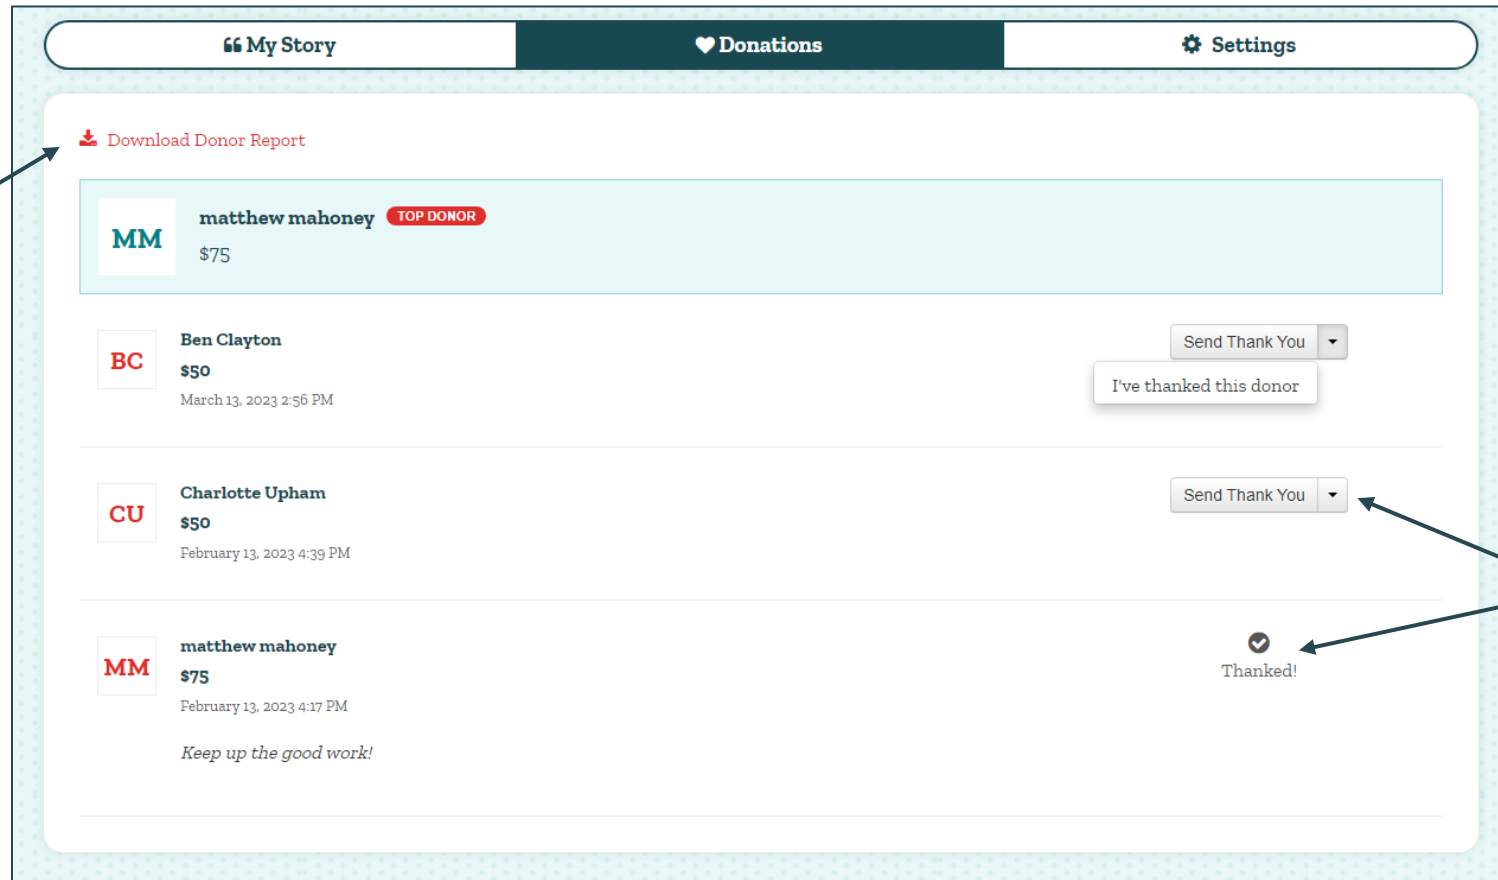 My Story
Donations
Settings
Download Donor Report
MM
matthew mahoney TOP DONOR
$75
BC
Ben Clayton
$50
March 13, 2023 2:56 PM
Send Thank You
I've thanked this donor
CU
Charlotte Upham
$50
February 13, 2023 4:39 PM
Send Thank You
MM
matthew mahoney
$75
February 13, 2023 4:17 PM
Keep up the good work!
Thanked!